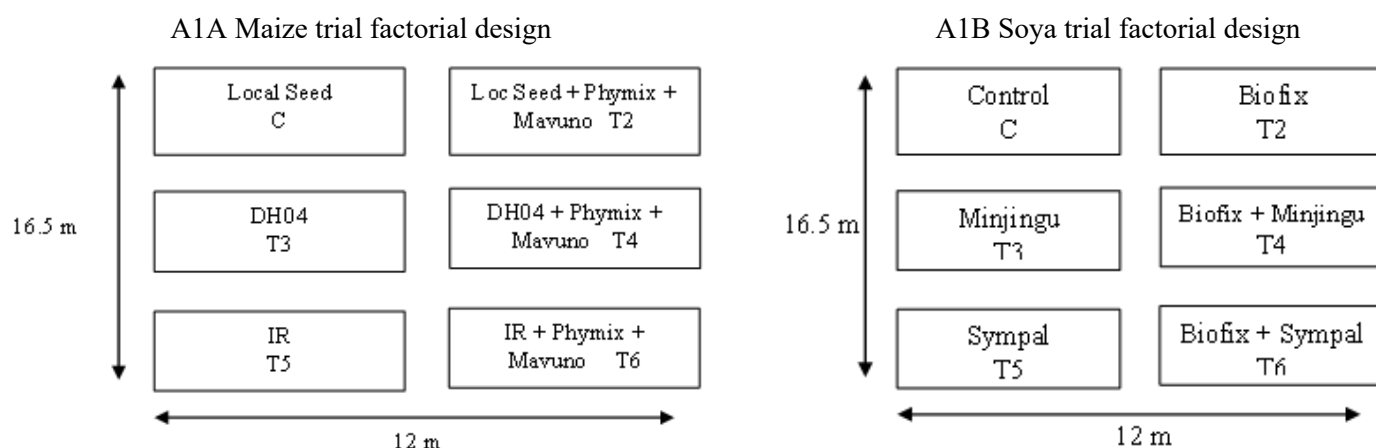 A1A Maize trial factorial design
Local Seed
C
Loc Seed + Phymix +
Mavuno T2
DH04
T3
DH04 + Phymix +
Mavuno T4
IR
T5
IR + Phymix +
Mavuno T6
16.5 m
12 m
A1B Soya trial factorial design
Control
C
Biofix
T2
Minjingu
T3
Biofix + Minjingu
T4
Sympal
T5
Biofix + Sympal
T6
16.5 m
12 m